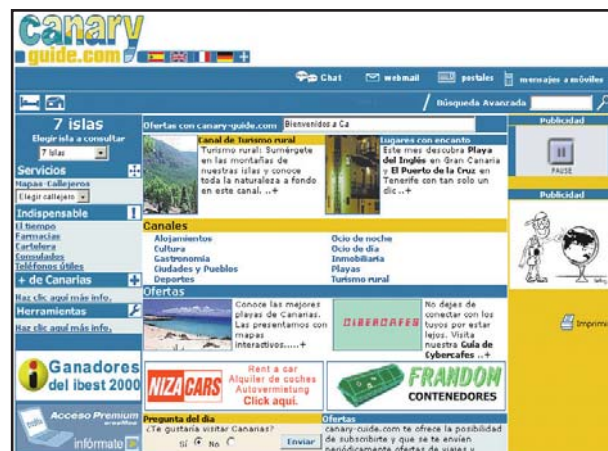 canary
guide.com
Chat webmail postales mensajes a móviles
Búsqueda Avanzada
7 islas
Elegir isla a consultar
7 Islas
Servicios
Mapas-Callejeros
Elegir callejero
Indispensable
El tiempo
Farmacias
Cartelera
Consulados
Teléfonos útiles
+ de Canarias
Haz clic aquí más info.
Herramientas
Haz clic aquí más info.
Ganadores
del ibest 2000
Acceso Premium
infórmate
Ofertas con canary-guide.com Bienvenidos a Ca
Canal de Turismo rural
Turismo rural: Sumérgete
en las montañas de
nuestras islas y conoce
toda la naturaleza a fondo
en este canal. ..+
Lugares con encanto
Este mes descubra Playa
del Inglés en Gran Canaria
y El Puerto de la Cruz en
Tenerife con tan solo un
clic. ..+
Canales
Alojamientos
Cultura
Gastronomia
Ciudades y Pueblos
Deportes
Ocio de noche
Ocio de día
Inmobiliaria
Playas
Turismo rural
Ofertas
Conoce las mejores
playas de Canarias.
Las presentamos con
mapas
interactivos.....+
CIBERCAFES
No dejes de
conectar con los
tuyos por estar
lejos. Visita
nuestra Guía de
Cybercafes ..+
NIZA CARS
Rent a car
Alquiler de coches
Autovermietung
Click aquí.
FRANDOM
CONTENEDORES
Pregunta del día
¿Te gustaría visitar Canarias?
Sí No Enviar
Ofertas
canary-guide.com te ofrece la posibilidad
de subscribirte y que se te envíen
periódicamente ofertas de viajes y
Publicidad
PAUSE
Publicidad
Imprimi